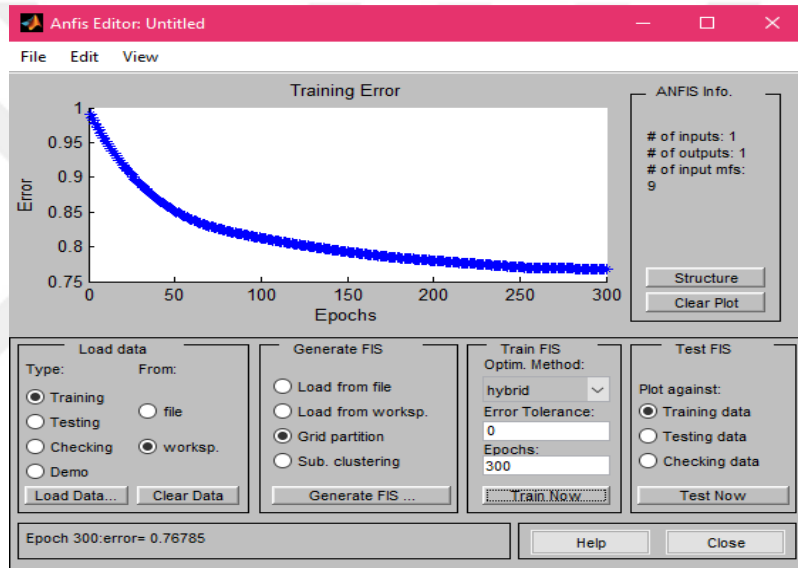 Anfis Editor: Untitled
File Edit View
Training Error
1
0.95
0.9
0.85
0.8
0.75
Error
0 50 100 150 200 250 300
Epochs
ANFIS Info.
# of inputs: 1
# of outputs: 1
# of input mfs:
9
Structure
Clear Plot
Load data
Type: From:
Training
Testing
Checking
Demo
file
worksp.
Load Data... Clear Data
Generate FIS
Load from file
Load from worksp.
Grid partition
Sub. clustering
Generate FIS ...
Train FIS
Optim. Method:
hybrid
Error Tolerance:
0
Epochs:
300
Train Now
Test FIS
Plot against:
Training data
Testing data
Checking data
Test Now
Epoch 300:error= 0.76785
Help Close